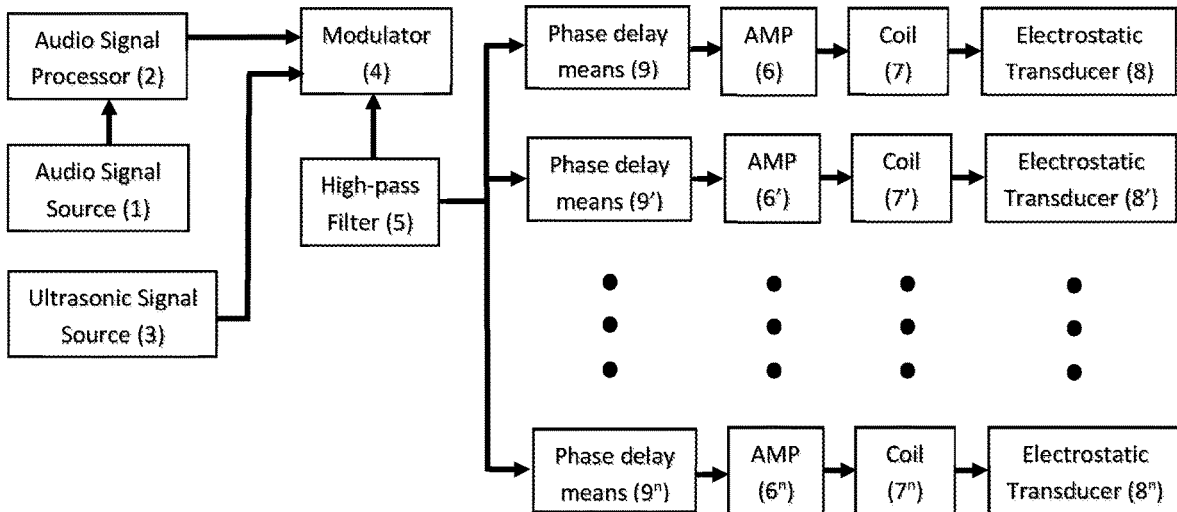 Audio Signal
Processor (2)
Modulator
(4)
Phase delay
means (9)
AMP
(6)
Coil
(7)
Electrostatic
Transducer (8)
Audio Signal
Source (1)
High-pass
Filter (5)
Phase delay
means (9')
AMP
(6')
Coil
(7')
Electrostatic
Transducer (8')
Ultrasonic Signal
Source (3)
Phase delay
means (9ⁿ)
AMP
(6ⁿ)
Coil
(7ⁿ)
Electrostatic
Transducer (8ⁿ)